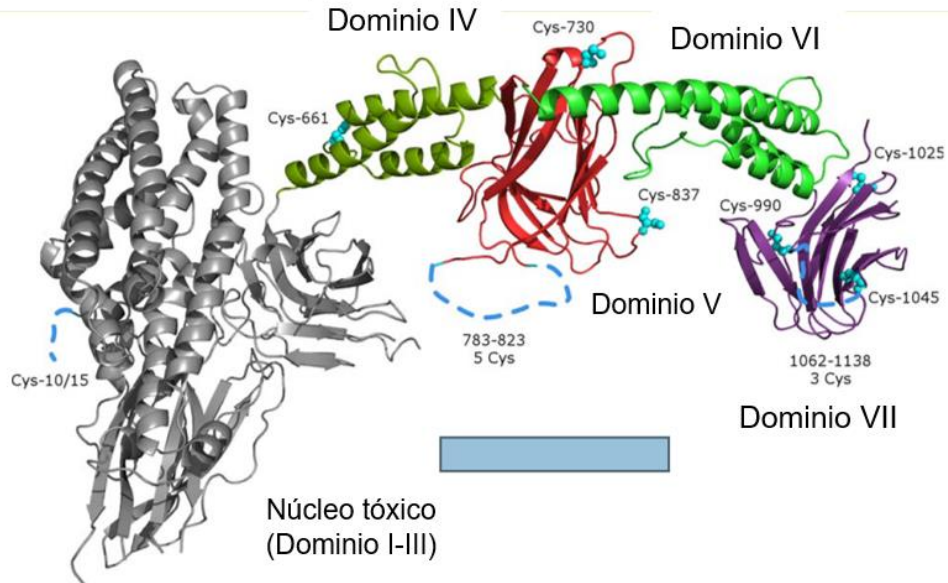 Dominio IV
Cys-730
Dominio VI
Cys-661
Cys-1025
Cys-837
Cys-990
Dominio V
Cys-1045
783-823
5 Cys
Cys-10/15
1062-1138
3 Cys
Dominio VII
Núcleo tóxico
(Dominio I-III)